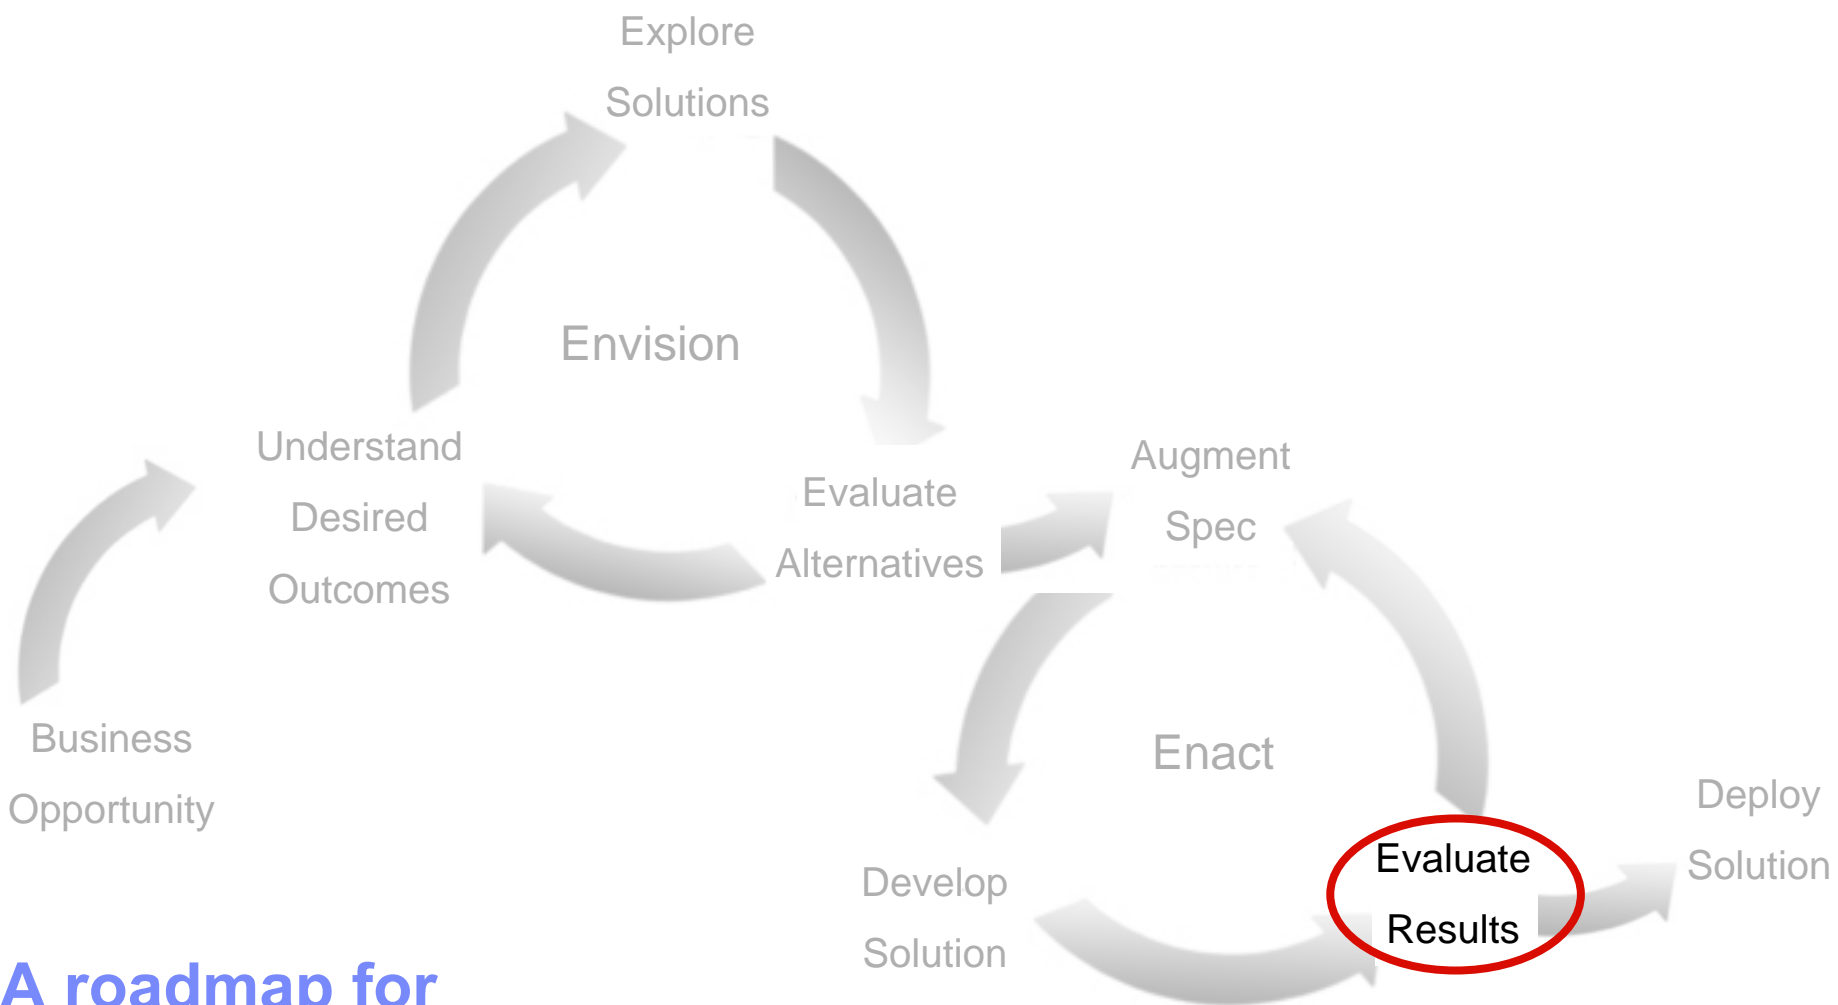 Explore
Solutions
Envision
Understand
Desired
Outcomes
Evaluate
Alternatives
Augment
Spec
Business
Opportunity
Enact
Develop
Solution
Evaluate
Results
Deploy
Solution
A roadmap for